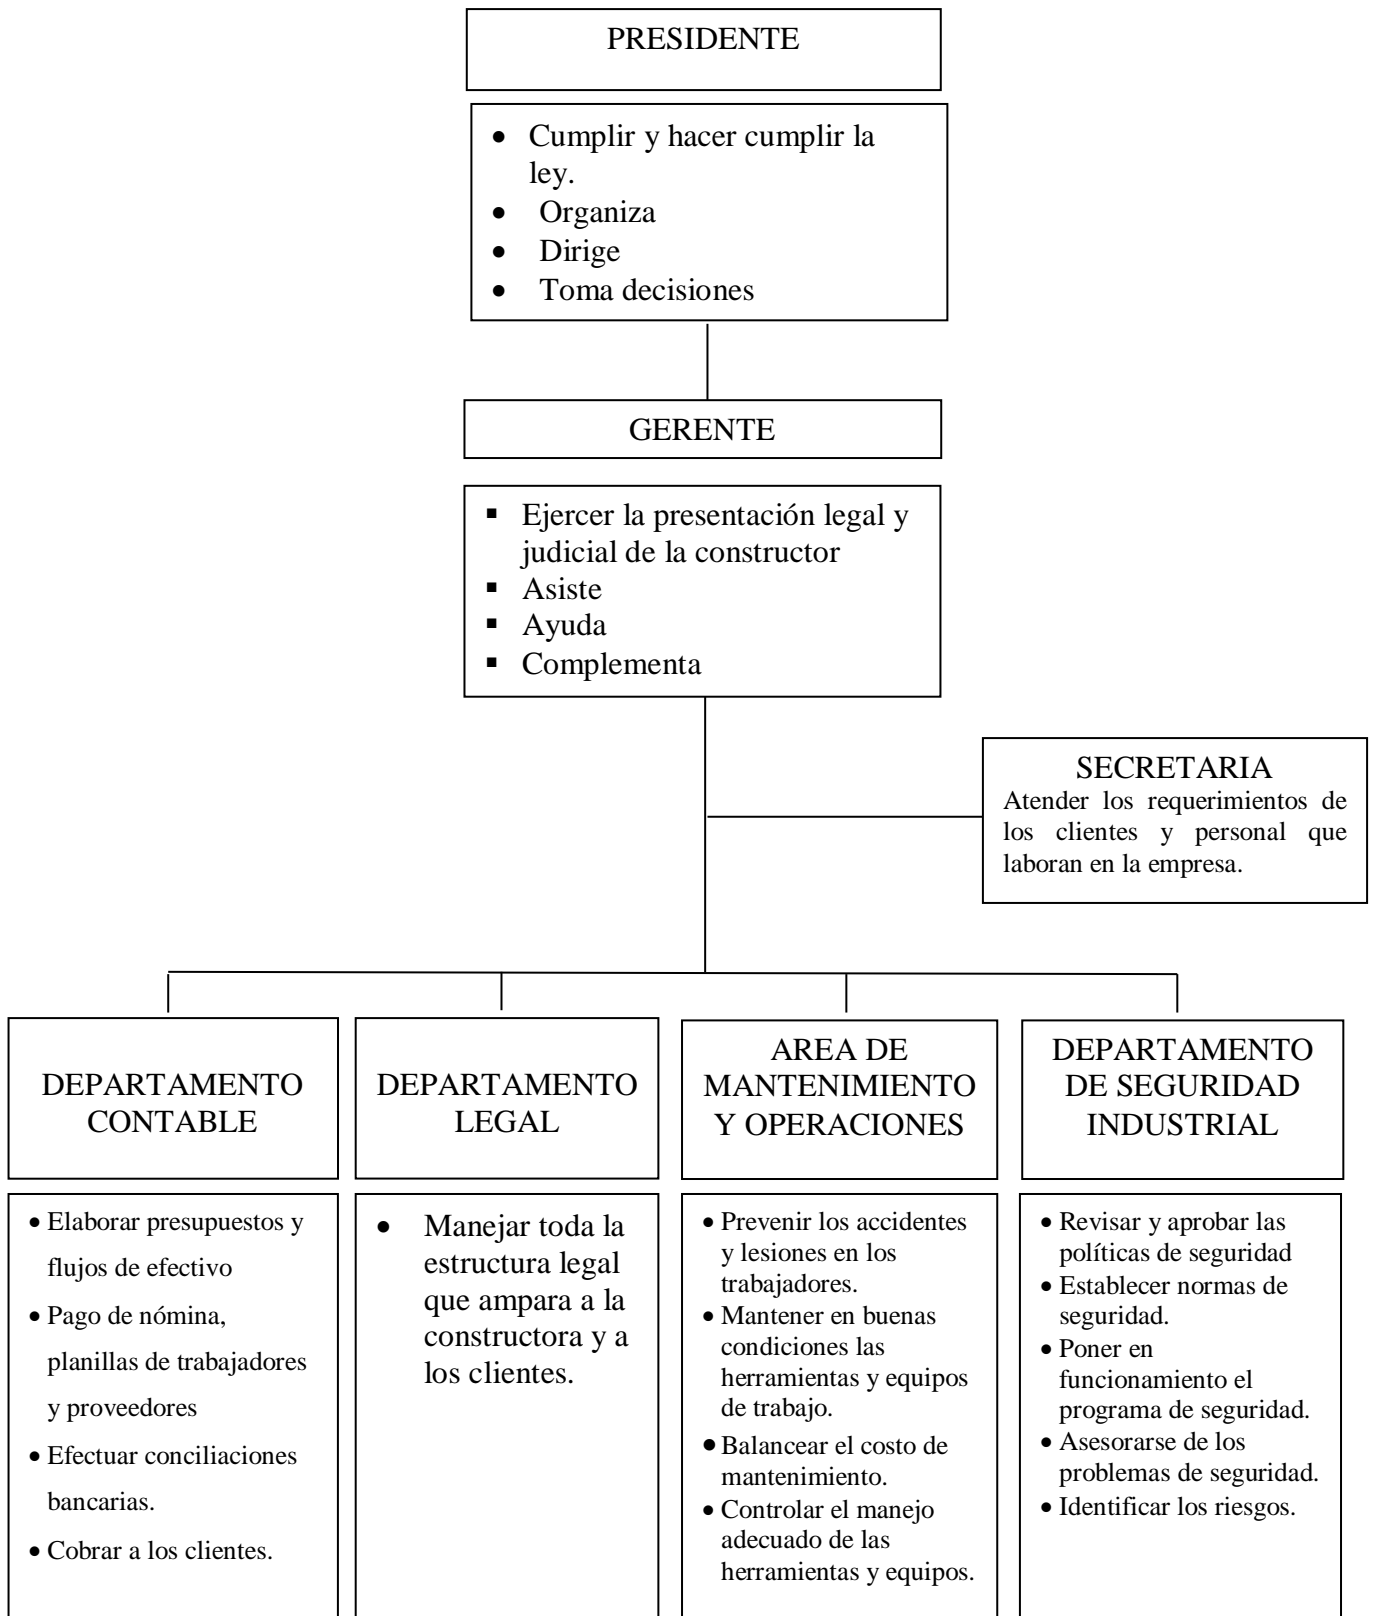 PRESIDENTE
• Cumplir y hacer cumplir la
ley.
• Organiza
• Dirige
• Toma decisiones
GERENTE
▪ Ejercer la presentación legal y
judicial de la constructor
▪ Asiste
▪ Ayuda
▪ Complementa
SECRETARIA
Atender los requerimientos de
los clientes y personal que
laboran en la empresa.
DEPARTAMENTO
CONTABLE
• Elaborar presupuestos y
flujos de efectivo
• Pago de nómina,
planillas de trabajadores
y proveedores
• Efectuar conciliaciones
bancarias.
• Cobrar a los clientes.
DEPARTAMENTO
LEGAL
• Manejar toda la
estructura legal
que ampara a la
constructora y a
los clientes.
AREA DE
MANTENIMIENTO
Y OPERACIONES
• Prevenir los accidentes
y lesiones en los
trabajadores.
• Mantener en buenas
condiciones las
herramientas y equipos
de trabajo.
• Balancear el costo de
mantenimiento.
• Controlar el manejo
adecuado de las
herramientas y equipos.
DEPARTAMENTO
DE SEGURIDAD
INDUSTRIAL
• Revisar y aprobar las
políticas de seguridad
• Establecer normas de
seguridad.
• Poner en
funcionamiento el
programa de seguridad.
• Asesorarse de los
problemas de seguridad.
• Identificar los riesgos.